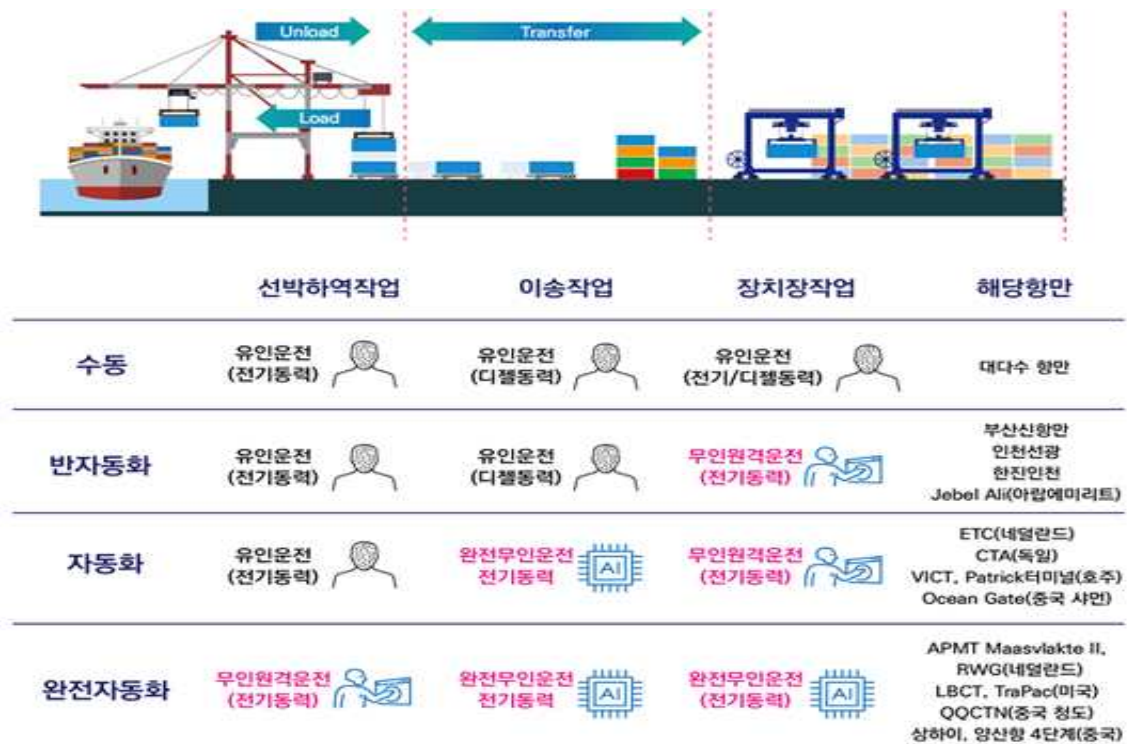 Unload
Transfer
Load
선박하역작업 이송작업 장치장작업 해당항만
수동
유인운전
(전기동력)
유인운전
(디젤동력)
유인운전
(전기/디젤동력)
대다수 항만
반자동화
유인운전
(전기동력)
유인운전
(디젤동력)
무인원격운전
(전기동력)
부산신항만
인천선광
한진인천
Jebel Ali(아랍에미리트)
자동화
유인운전
(전기동력)
완전무인운전
전기동력
AI
무인원격운전
(전기동력)
ETC(네덜란드)
CTA(독일)
VICT, Patrick터미널(호주)
Ocean Gate(중국 샤먼)
완전자동화
무인원격운전
(전기동력)
완전무인운전
전기동력
AI
완전무인운전
(전기동력)
AI
APMT Maasvlakte II,
RWG(네덜란드)
LBCT, TraPac(미국)
QQCTN(중국 청도)
상하이, 양산항 4단계(중국)